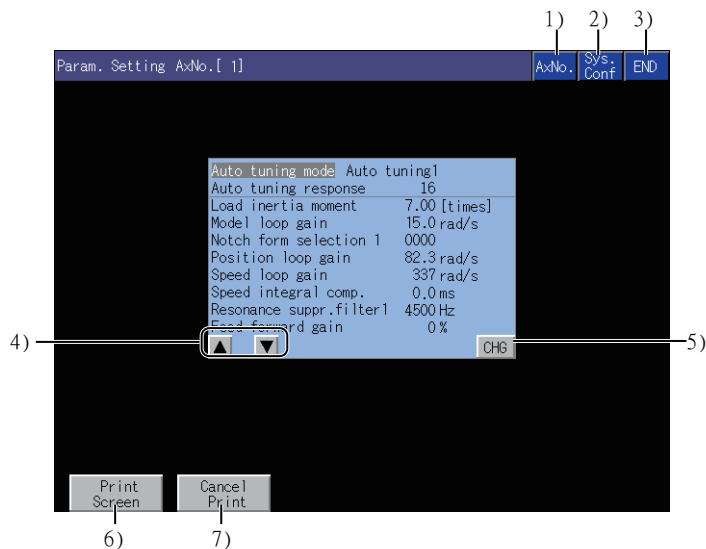 1) 2) 3)
Param. Setting AxNo.[ 1] AxNo. Sys. Conf END
Auto tuning mode Auto tuning1
Auto tuning response 16
Load inertia moment 7.00 [times]
Model loop gain 15.0 rad/s
Notch form selection 1 0000
Position loop gain 82.3 rad/s
Speed loop gain 337 rad/s
Speed integral comp. 0.0 ms
Resonance suppr.filter1 4500 Hz
Feed forward gain 0 %
4) ▲ ▼ CHG 5)
Print Screen
Cancel Print
6) 7)